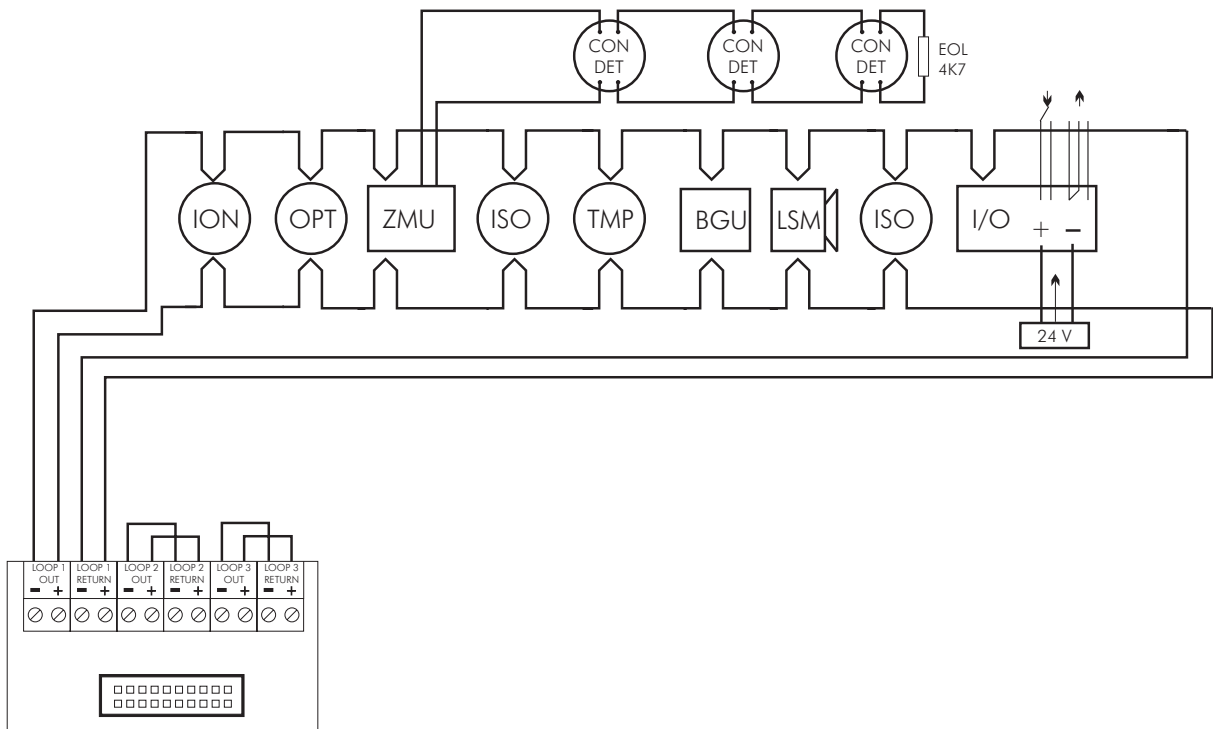 CON
DET
CON
DET
CON
DET
EOL
4K7
ION
OPT
ZMU
ISO
TMP
BGU
LSM
ISO
I/O
+ −
24 V
LOOP 1
OUT
− +
LOOP 1
RETURN
− +
LOOP 2
OUT
− +
LOOP 2
RETURN
− +
LOOP 3
OUT
− +
LOOP 3
RETURN
− +